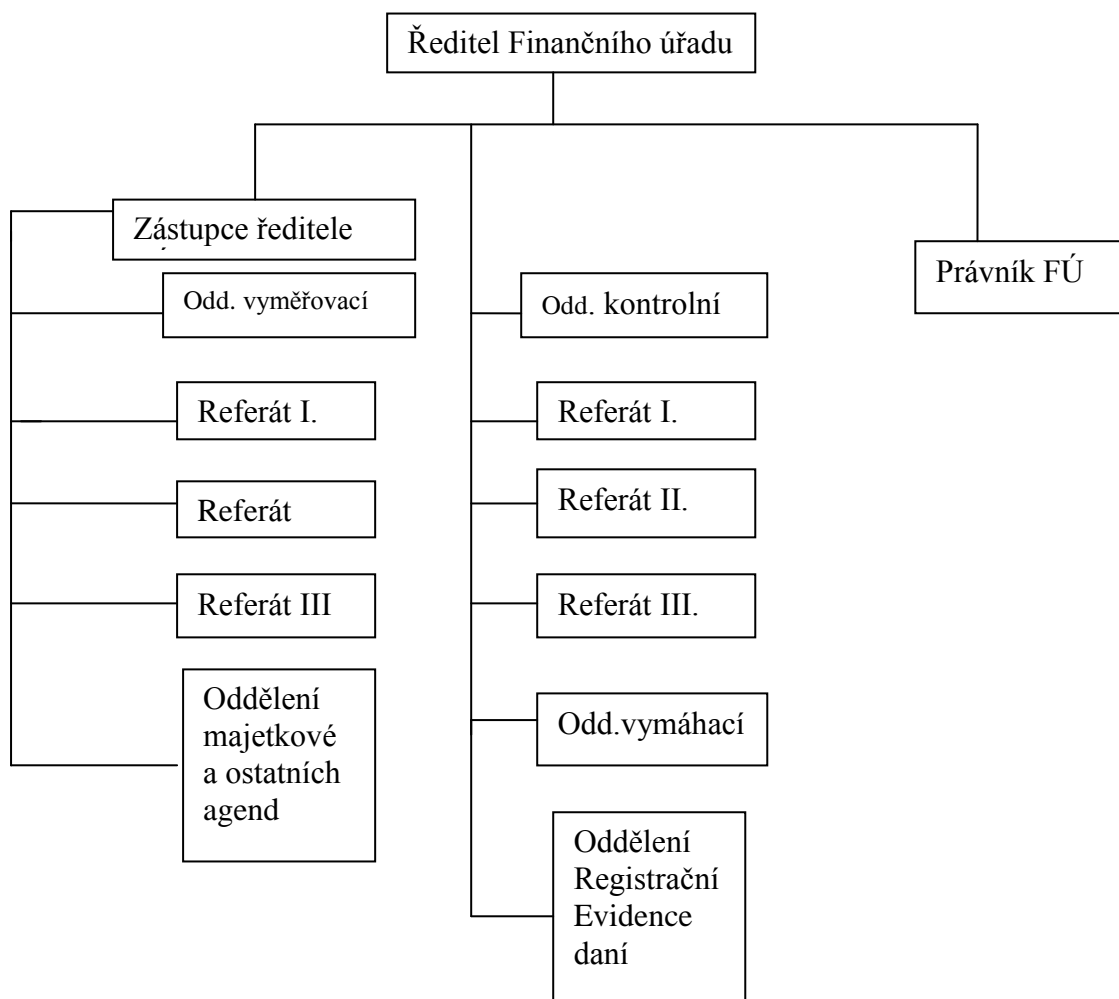 Ředitel Finančního úřadu
Zástupce ředitele
Právník FÚ
Odd. vyměřovací
Odd. kontrolní
Referát I.
Referát I.
Referát
Referát II.
Referát III
Referát III.
Oddělení
majetkové
a ostatních
agend
Odd.vymáhací
Oddělení
Registrační
Evidence
daní